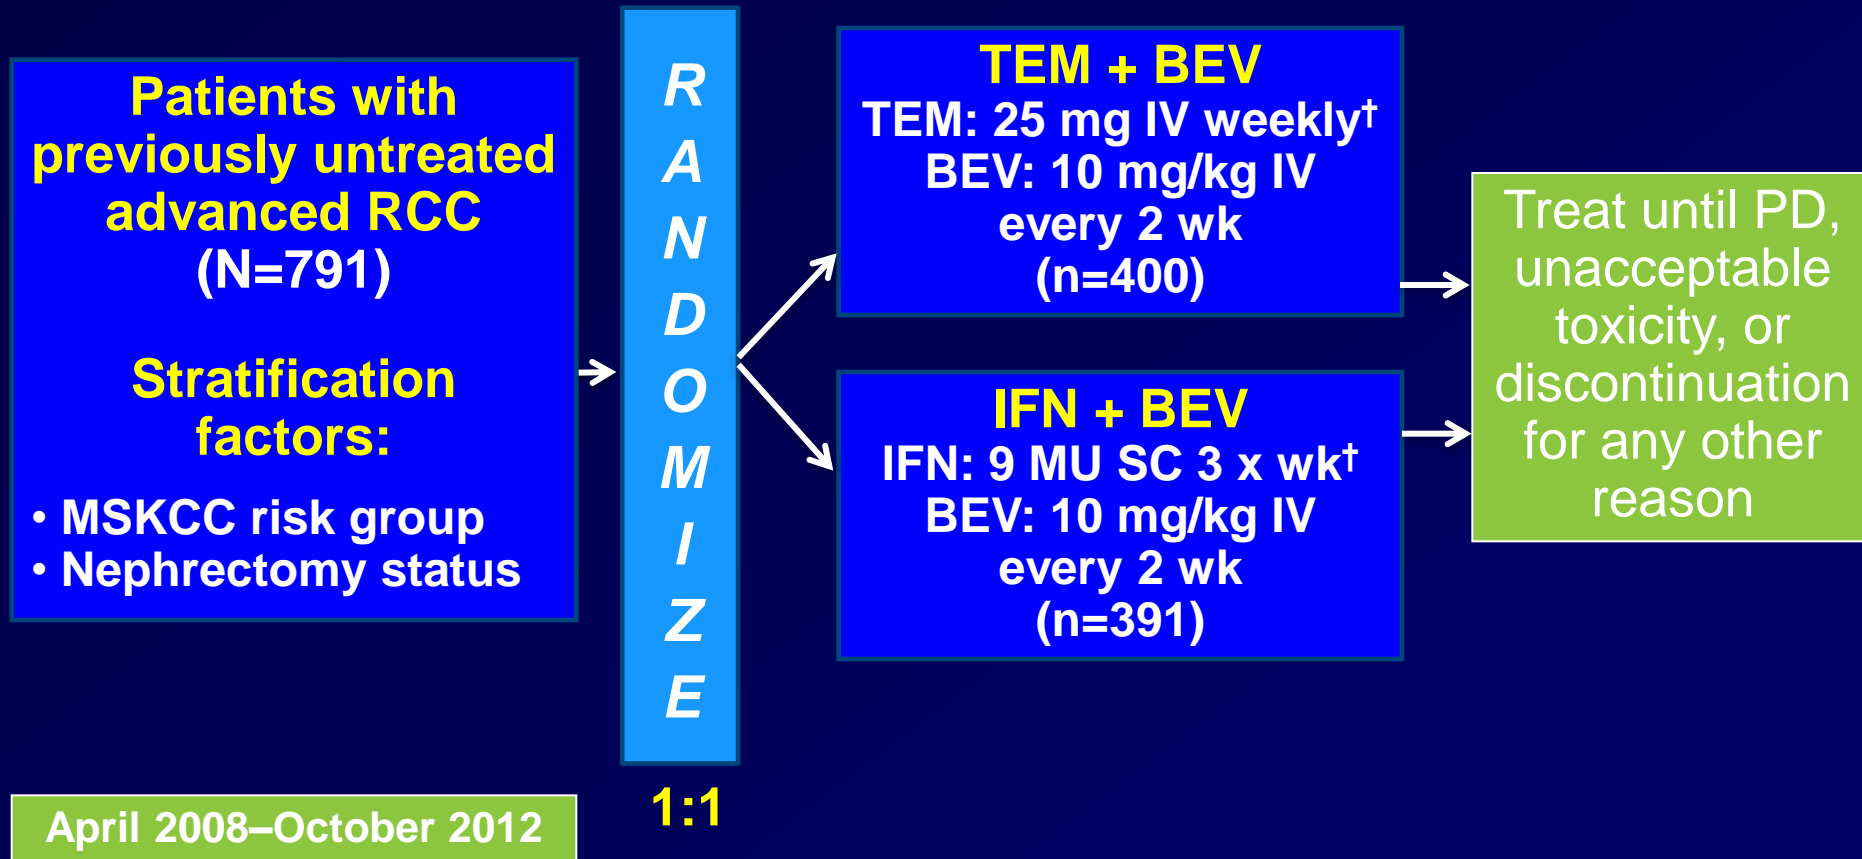 Patients with
previously untreated
advanced RCC
(N=791)
Stratification
factors:
• MSKCC risk group
• Nephrectomy status
April 2008–October 2012
R
A
N
D
O
M
I
Z
E
1:1
TEM + BEV
TEM: 25 mg IV weekly†
BEV: 10 mg/kg IV
every 2 wk
(n=400)
IFN + BEV
IFN: 9 MU SC 3 x wk†
BEV: 10 mg/kg IV
every 2 wk
(n=391)
Treat until PD,
unacceptable
toxicity, or
discontinuation
for any other
reason